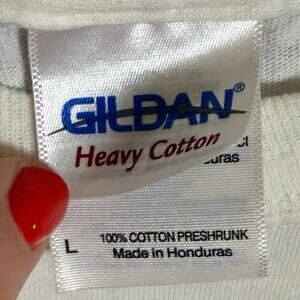 GILDAN®
Heavy Cotton
L
100% COTTON PRESHRUNK
Made in Honduras